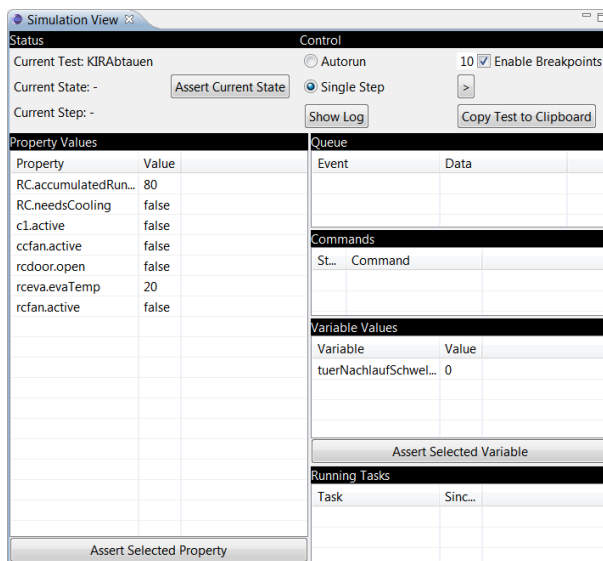 Simulation View
Status
Control
Current Test: KIRAbtauen
Autorun
10 Enable Breakpoints
Current State: -
Assert Current State
Single Step
>
Current Step: -
Show Log
Copy Test to Clipboard
Property Values
Property Value
RC.accumulatedRun... 80
RC.needsCooling false
c1.active false
ccfan.active false
rcdoor.open false
rceva.evaTemp 20
rcfan.active false
Assert Selected Property
Queue
Event Data
Commands
St... Command
Variable Values
Variable Value
tuerNachlaufSchwel... 0
Assert Selected Variable
Running Tasks
Task Sinc...